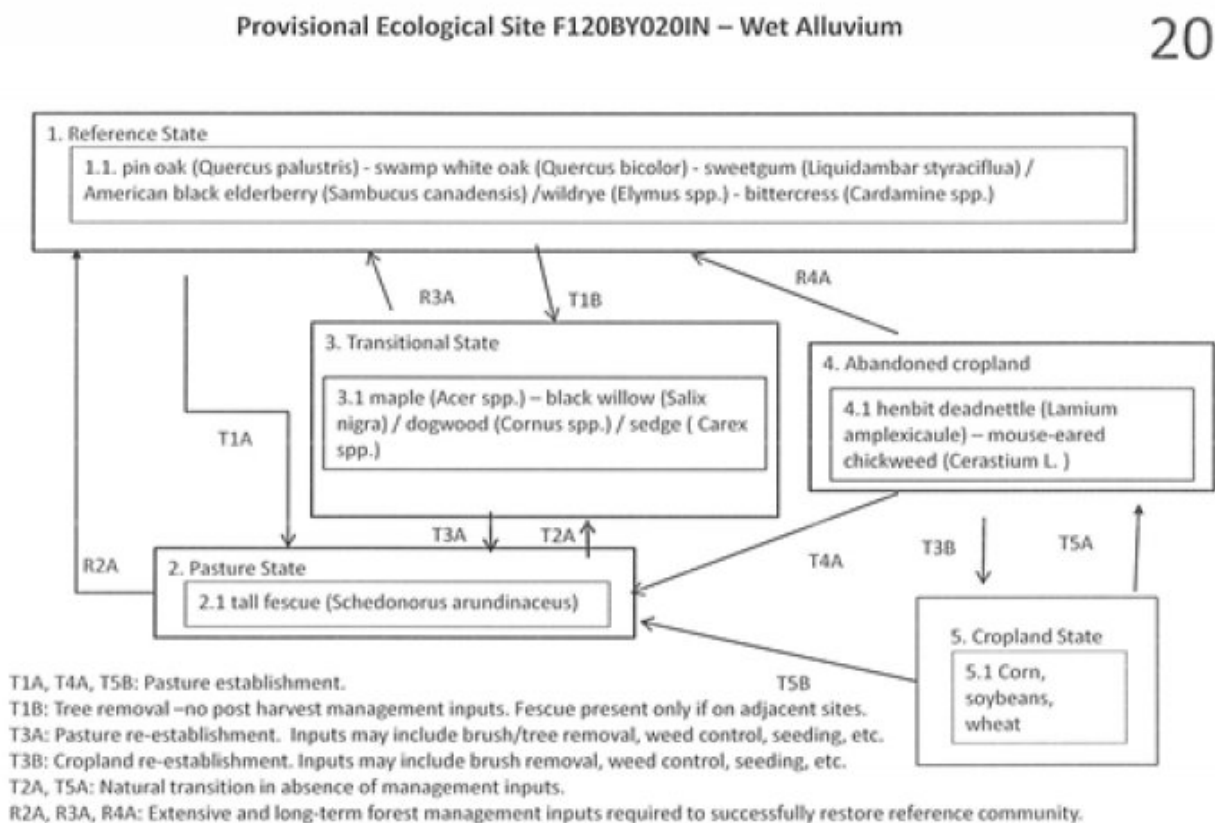 Provisional Ecological Site F120BY020IN – Wet Alluvium
20
1. Reference State
1.1. pin oak (Quercus palustris) - swamp white oak (Quercus bicolor) - sweetgum (Liquidambar styraciflua) /
American black elderberry (Sambucus canadensis) /wildrye (Elymus spp.) - bittercress (Cardamine spp.)
R3A
T1B
R4A
3. Transitional State
3.1 maple (Acer spp.) – black willow (Salix
nigra) / dogwood (Cornus spp.) / sedge ( Carex
spp.)
4. Abandoned cropland
4.1 henbit deadnettle (Lamium
amplexicaule) – mouse-eared
chickweed (Cerastium L. )
T1A
T3A
T2A
T4A
T3B
T5A
R2A
2. Pasture State
2.1 tall fescue (Schedonorus arundinaceus)
5. Cropland State
5.1 Corn,
soybeans,
wheat
T5B
T1A, T4A, T5B: Pasture establishment.
T1B: Tree removal –no post harvest management inputs. Fescue present only if on adjacent sites.
T3A: Pasture re-establishment.  Inputs may include brush/tree removal, weed control, seeding, etc.
T3B: Cropland re-establishment. Inputs may include brush removal, weed control, seeding, etc.
T2A, T5A: Natural transition in absence of management inputs.
R2A, R3A, R4A: Extensive and long-term forest management inputs required to successfully restore reference community.